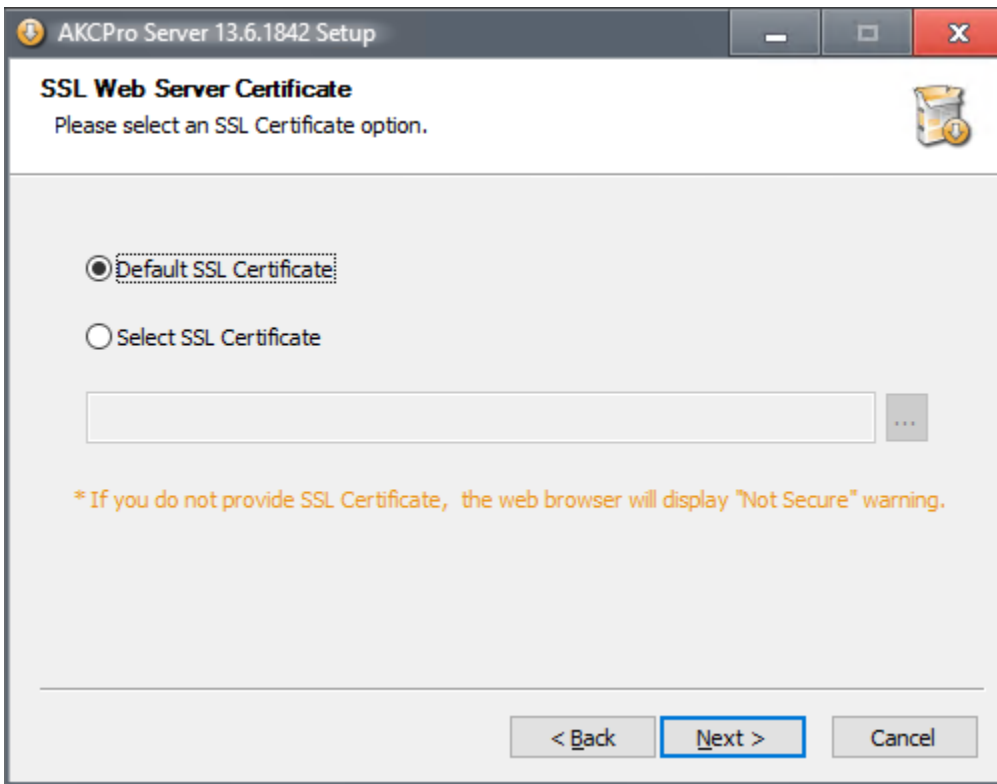 AKCPro Server 13.6.1842 Setup
SSL Web Server Certificate
Please select an SSL Certificate option.
Default SSL Certificate
Select SSL Certificate
...
* If you do not provide SSL Certificate, the web browser will display "Not Secure" warning.
< Back Next > Cancel